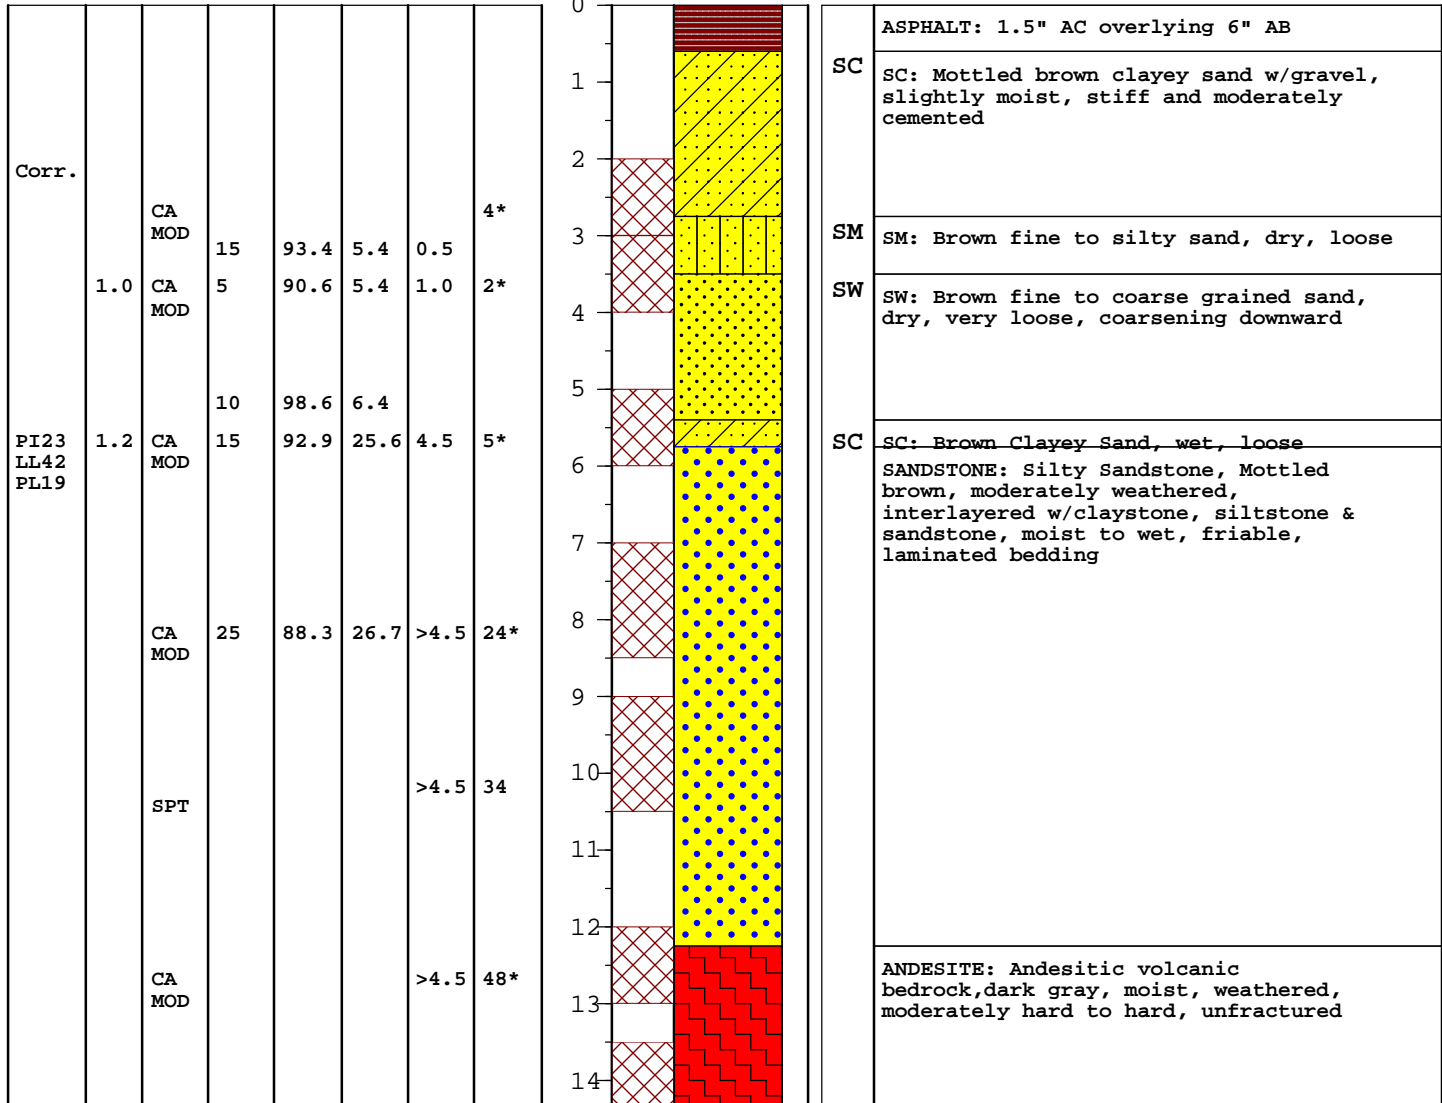 0
ASPHALT: 1.5" AC overlying 6" AB
SC
SC: Mottled brown clayey sand w/gravel,
slightly moist, stiff and moderately
cemented
1
2
Corr.
CA
MOD
4*
15 93.4 5.4 0.5
3
SM
SM: Brown fine to silty sand, dry, loose
1.0 CA
MOD
5 90.6 5.4 1.0 2*
4
SW
SW: Brown fine to coarse grained sand,
dry, very loose, coarsening downward
5
10 98.6 6.4
PI23
LL42
PL19
1.2 CA
MOD
15 92.9 25.6 4.5 5*
6
SC
SC: Brown Clayey Sand, wet, loose
SANDSTONE: Silty Sandstone, Mottled
brown, moderately weathered,
interlayered w/claystone, siltstone &
sandstone, moist to wet, friable,
laminated bedding
7
8
CA
MOD
25 88.3 26.7 >4.5 24*
9
10
>4.5 34
SPT
11
12
CA
MOD
>4.5 48*
13
ANDESITE: Andesitic volcanic
bedrock,dark gray, moist, weathered,
moderately hard to hard, unfractured
14